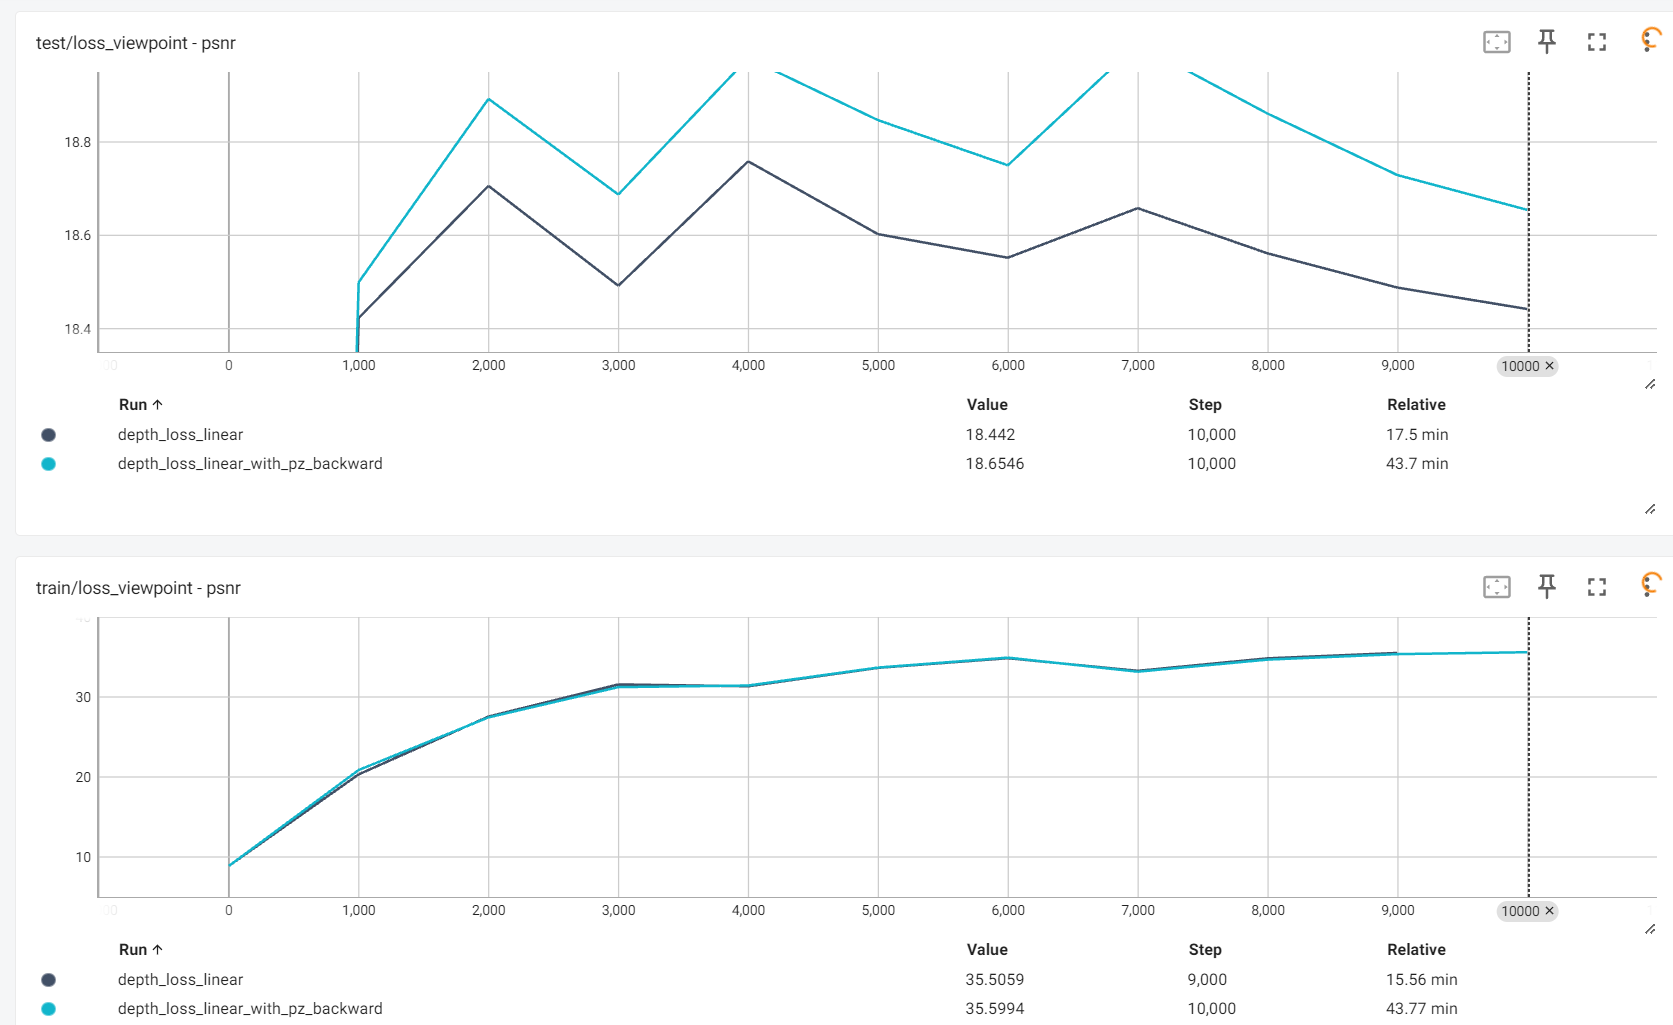 test/loss_viewpoint - psnr
18.8
18.6
18.4
0 1,000 2,000 3,000 4,000 5,000 6,000 7,000 8,000 9,000 10000 ×
Run ↑ Value Step Relative
depth_loss_linear 18.442 10,000 17.5 min
depth_loss_linear_with_pz_backward 18.6546 10,000 43.7 min
train/loss_viewpoint - psnr
30
20
10
0 1,000 2,000 3,000 4,000 5,000 6,000 7,000 8,000 9,000 10000 ×
Run ↑ Value Step Relative
depth_loss_linear 35.5059 9,000 15.56 min
depth_loss_linear_with_pz_backward 35.5994 10,000 43.77 min